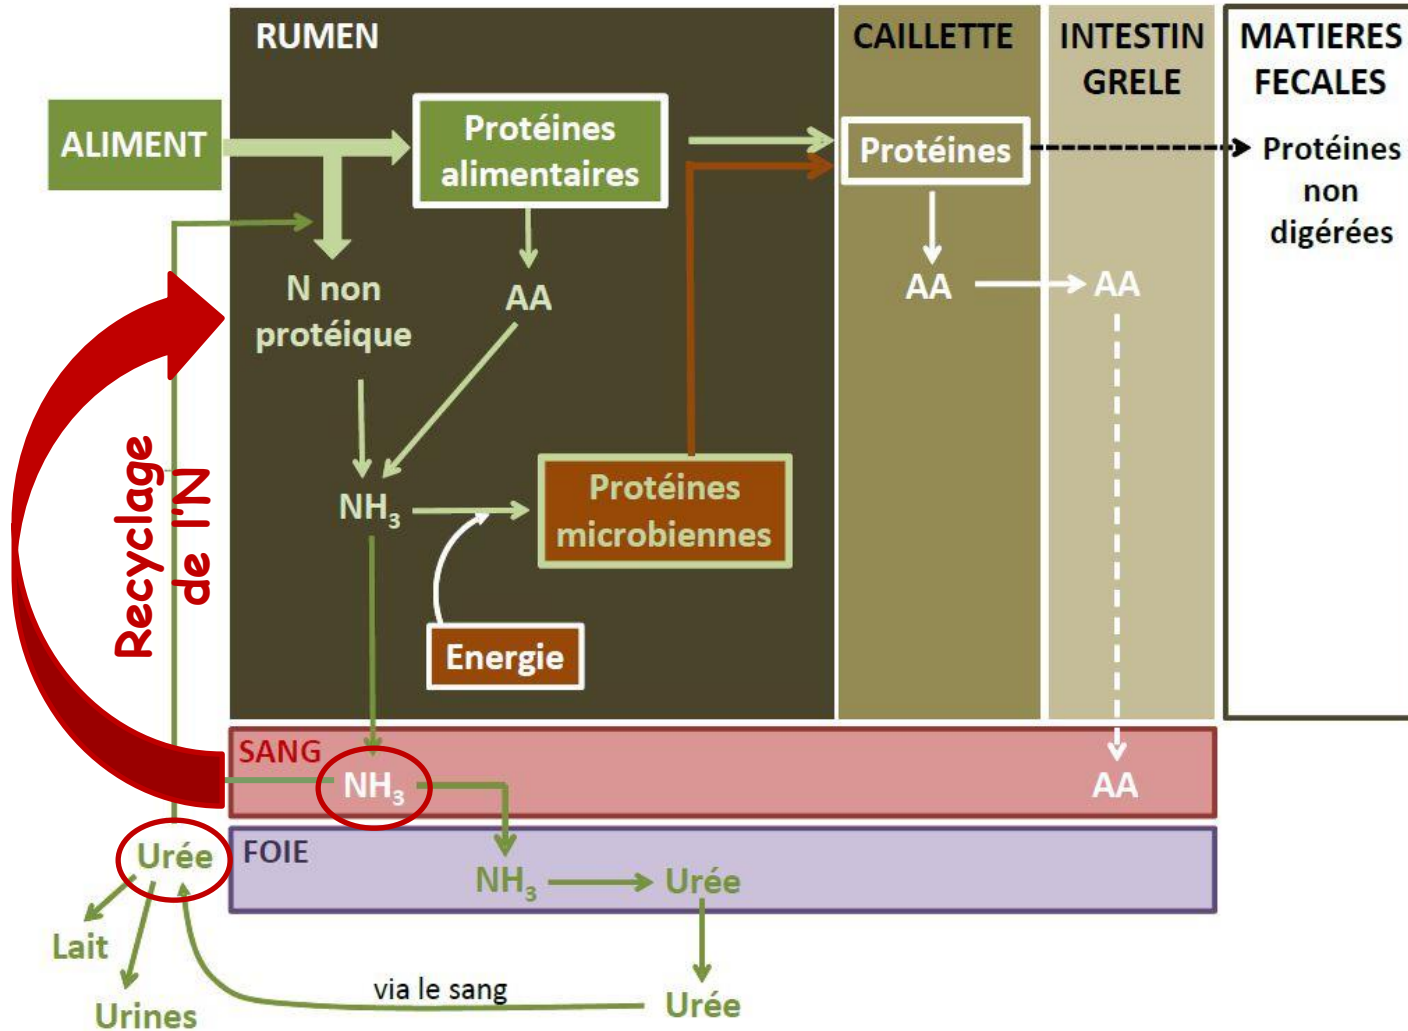 RUMEN
CAILLETTE
INTESTIN
GRELE
MATIERES
FECALES
ALIMENT
Protéines
alimentaires
Protéines
Protéines
non
digérées
N non
protéique
AA
AA
AA
Recyclage
de l'N
NH₃
Protéines
microbiennes
Energie
SANG
NH₃
AA
Urée
FOIE
NH₃
Urée
Lait
Urines
via le sang
Urée